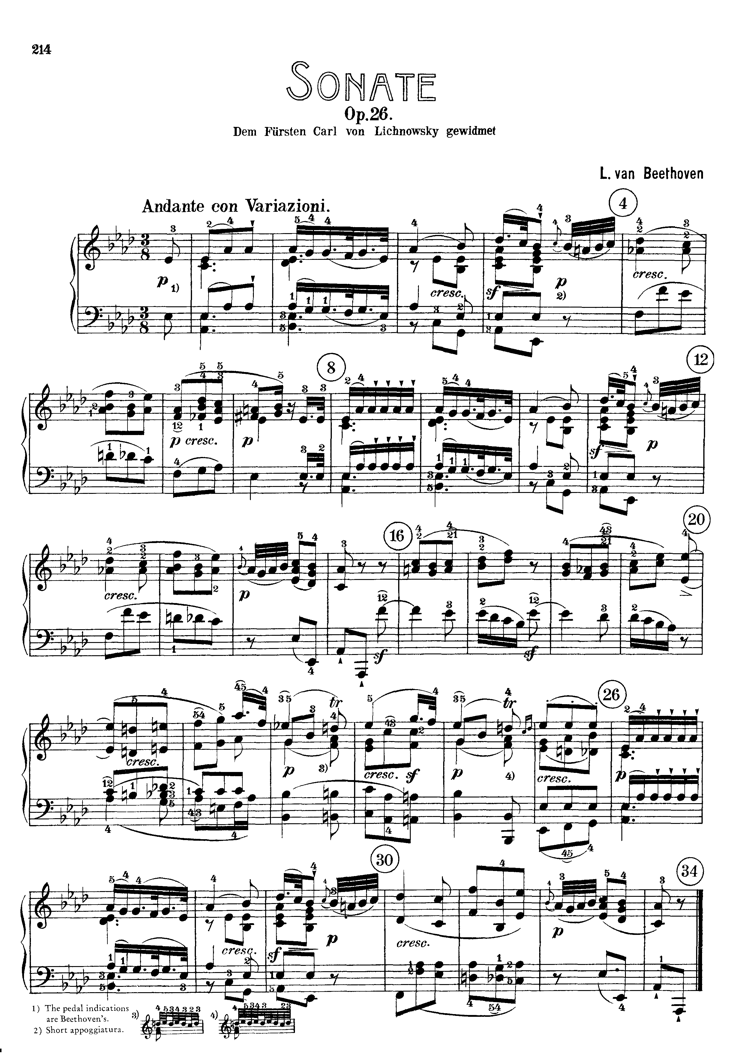 214
SONATE
Op. 26.
Dem Fürsten Carl von Lichnowsky gewidmet
L. van Beethoven
Andante con Variazioni.
4
p 1)
cresc.
sf
p
2)
cresc.
8
12
p cresc.
sf
p
16
20
cresc.
p
sf
sf
26
cresc.
p
3)
tr
cresc.
sf
p
4)
tr
cresc.
30
34
cresc.
sf
p
cresc.
p
1) The pedal indications
are Beethoven's.
2) Short appoggiatura.
3)
4)